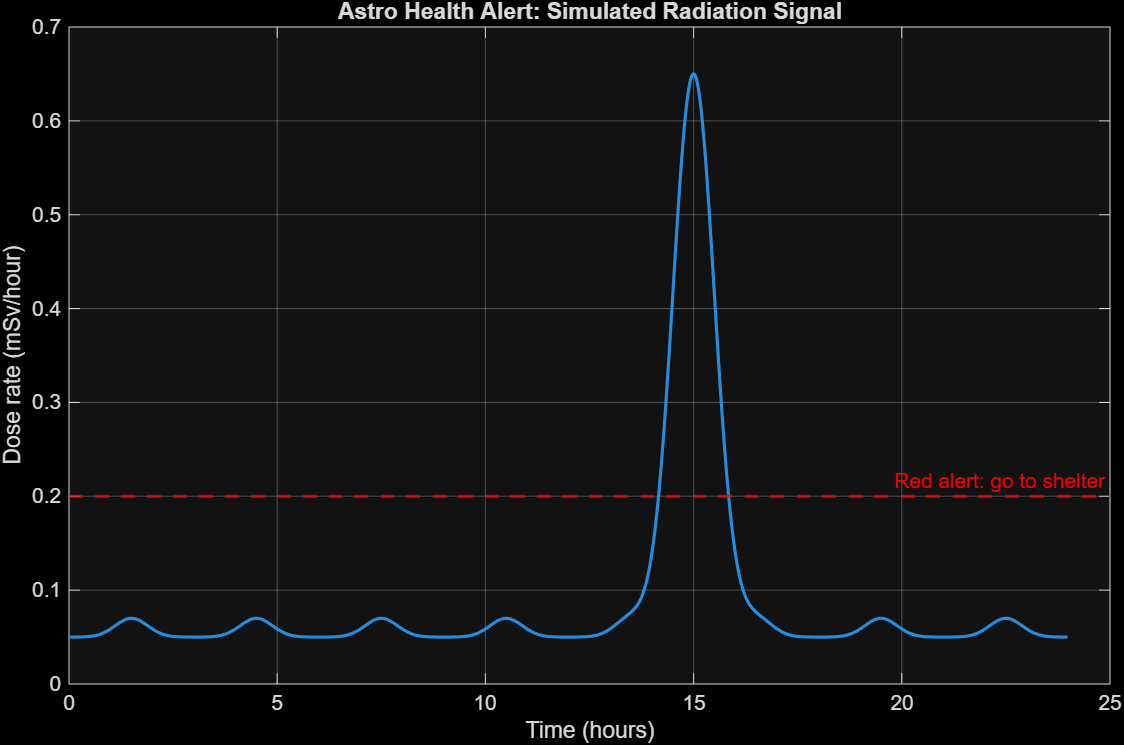 Astro Health Alert: Simulated Radiation Signal
0.7
0.6
0.5
0.4
0.3
0.2
0.1
0
Dose rate (mSv/hour)
Red alert: go to shelter
0 5 10 15 20 25
Time (hours)